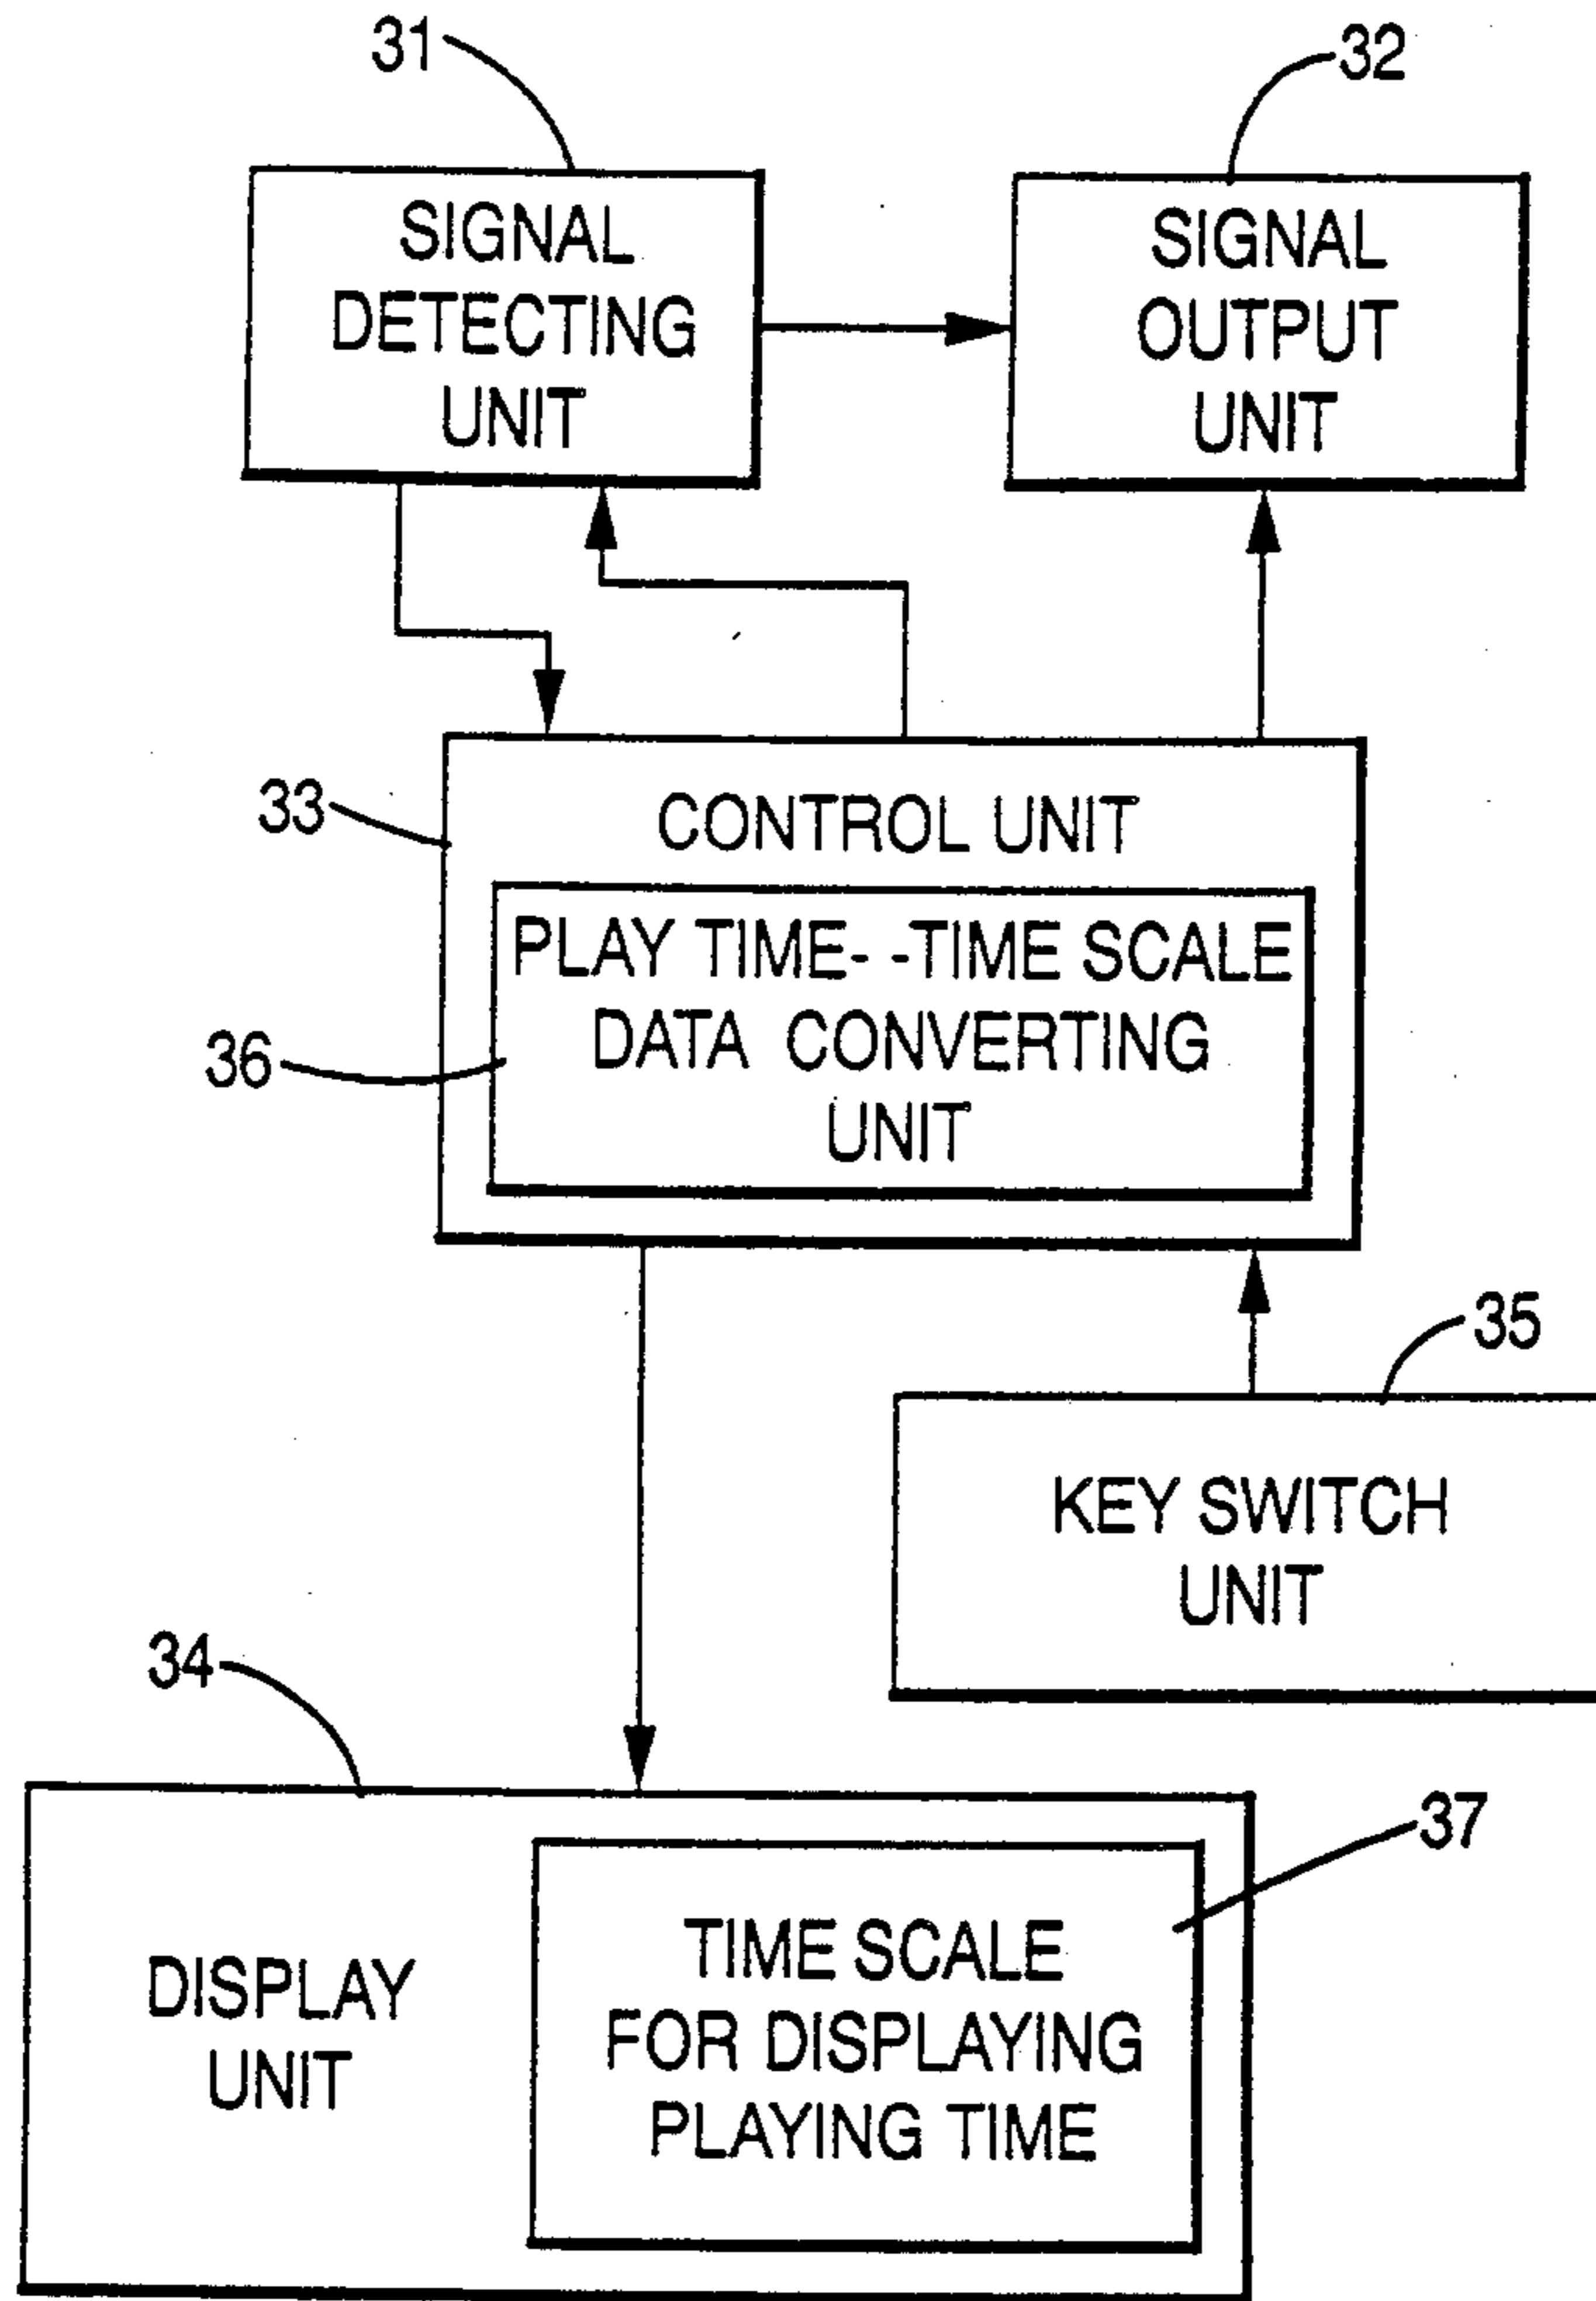 31
32
SIGNAL
DETECTING
UNIT
SIGNAL
OUTPUT
UNIT
33
CONTROL UNIT
PLAY TIME- -TIME SCALE
DATA CONVERTING
UNIT
36
35
KEY SWITCH
UNIT
34
37
DISPLAY
UNIT
TIME SCALE
FOR DISPLAYING
PLAYING TIME